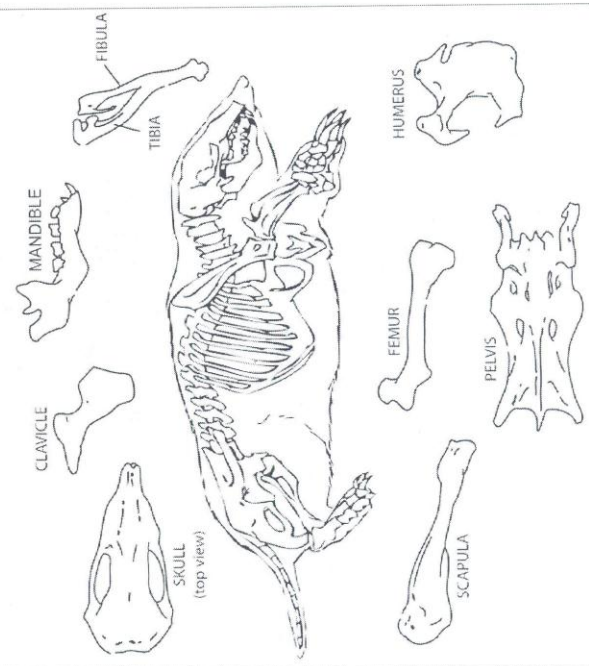 SKULL
(top view)
CLAVICLE
MANDIBLE
TIBIA
FIBULA
SCAPULA
PELVIS
FEMUR
HUMERUS